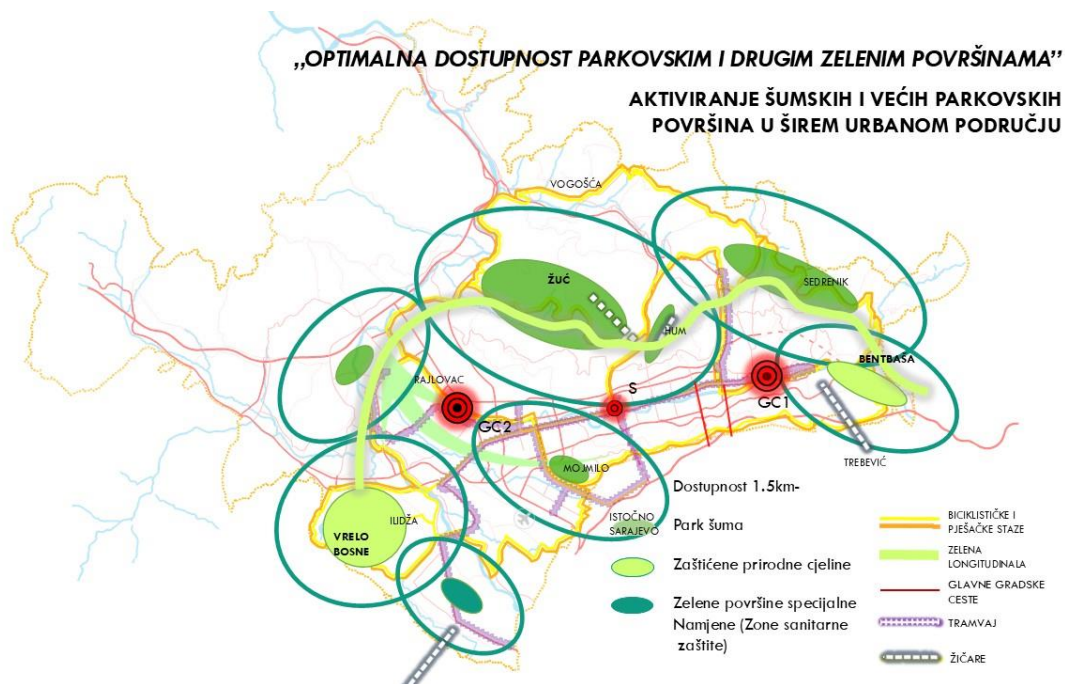 „OPTIMALNA DOSTUPNOST PARKOVSKIM I DRUGIM ZELENIM POVRŠINAMA’’
AKTIVIRANJE ŠUMSKIH I VEĆIH PARKOVSKIH
POVRŠINA U ŠIREM URBANOM PODRUČJU
VOGOŠĆA
ŽUČ
SEDRENIK
HUM
BENTBAŠA
RAJLOVAC
S
GC1
GC2
TREBEVIĆ
MOJMILO
ISTOČNO
SARAJEVO
ILIDŽA
VRELO
BOSNE
Dostupnost 1.5km-
Park šuma
Zaštićene prirodne cjeline
Zelene površine specijalne
Namjene (Zone sanitarne
zaštite)
BICIKLISTIČKE I
PJEŠAČKE STAZE
ZELENA
LONGITUDINALA
GLAVNE GRADSKE
CESTE
TRAMVAJ
ŽIČARE